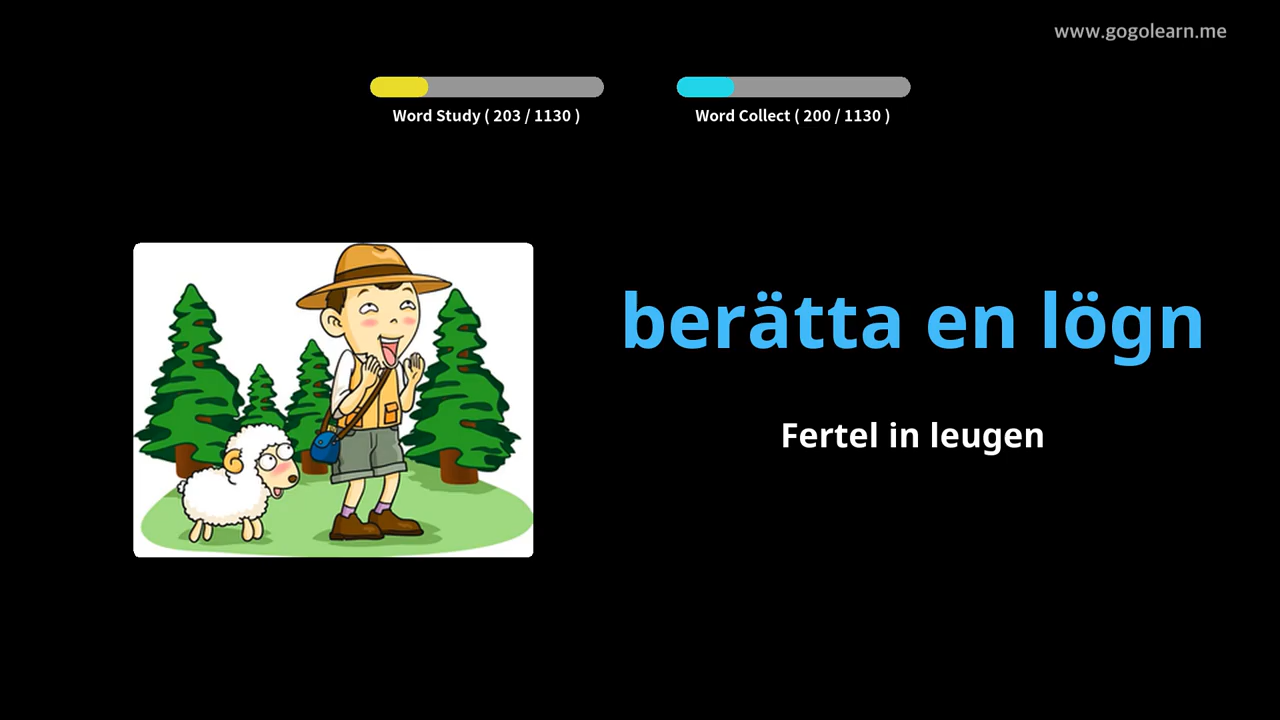 www.gogolearn.me
Word Study ( 203 / 1130 )
Word Collect ( 200 / 1130 )
berätta en lögn
Fertel in leugen